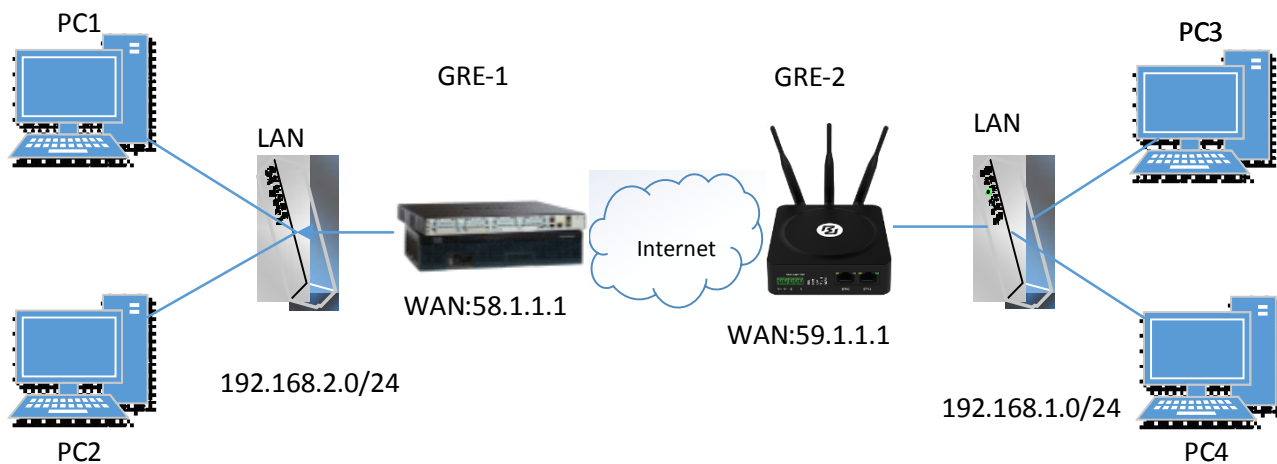 PC1
PC3
GRE-1
GRE-2
LAN
LAN
Internet
WAN:58.1.1.1
WAN:59.1.1.1
192.168.2.0/24
192.168.1.0/24
PC2
PC4